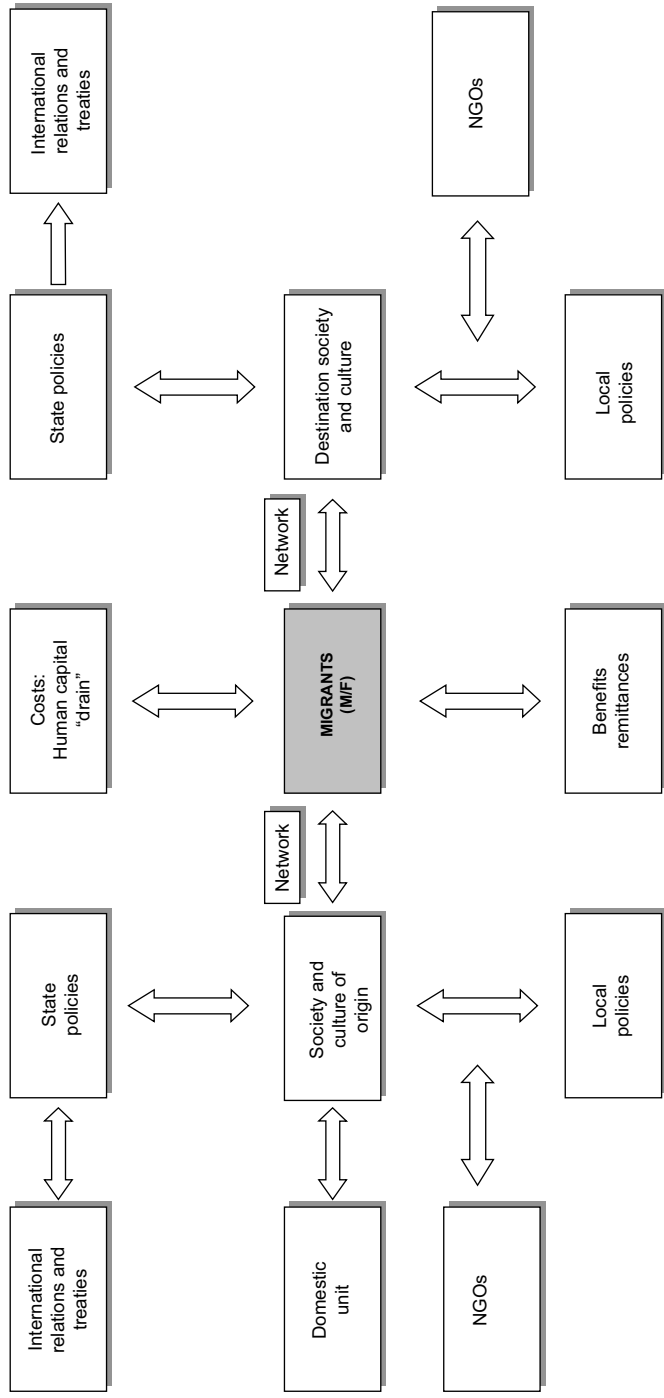 International
relations and
treaties
State
policies
Costs:
Human capital
“drain”
State policies
International
relations and
treaties
Network
Network
Domestic
unit
Society and
culture of
origin
MIGRANTS
(M/F)
Destination society
and culture
NGOs
NGOs
Local
policies
Benefits
remittances
Local
policies